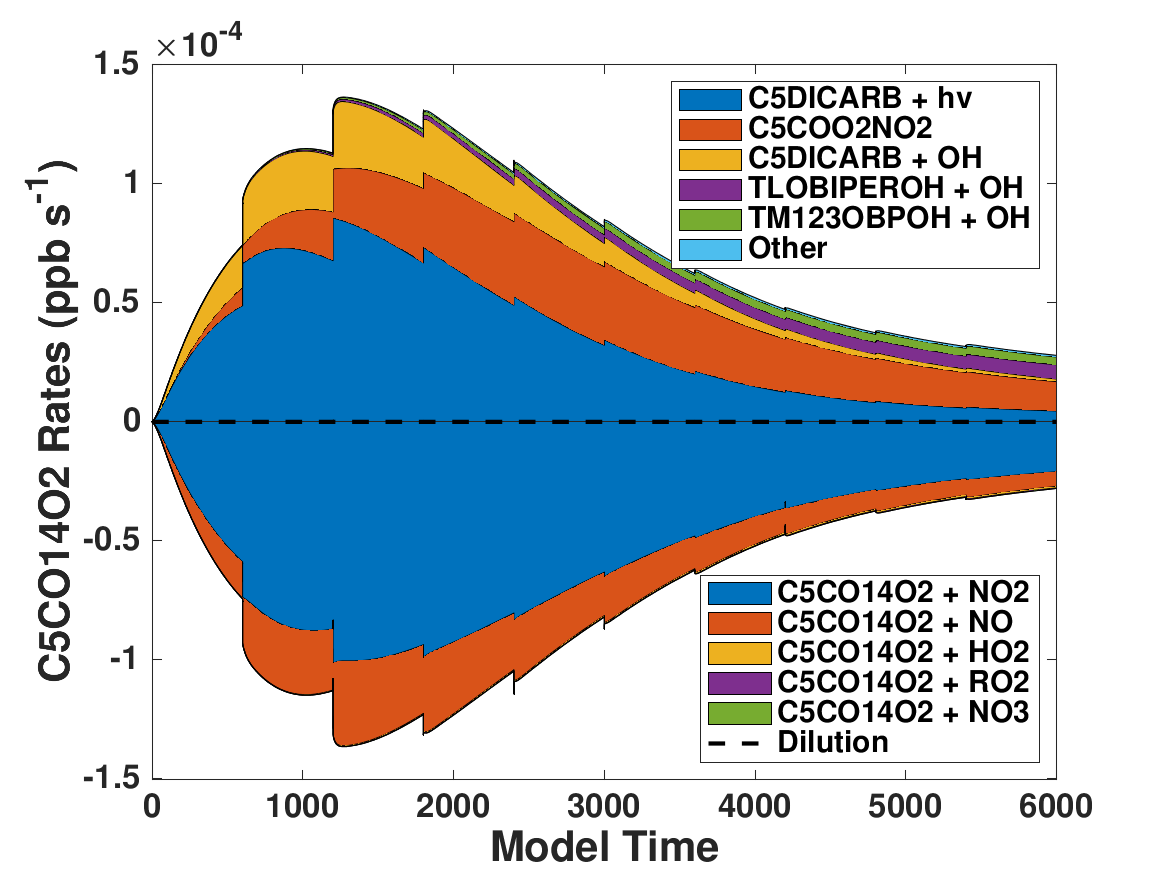 ×10-4
1.5
1
0.5
0
-0.5
-1
-1.5
C5CO14O2 Rates (ppb s-1)
C5DICARB + hv
C5COO2NO2
C5DICARB + OH
TLOBIPEROH + OH
TM123OBPOH + OH
Other
C5CO14O2 + NO2
C5CO14O2 + NO
C5CO14O2 + HO2
C5CO14O2 + RO2
C5CO14O2 + NO3
Dilution
0 1000 2000 3000 4000 5000 6000
Model Time